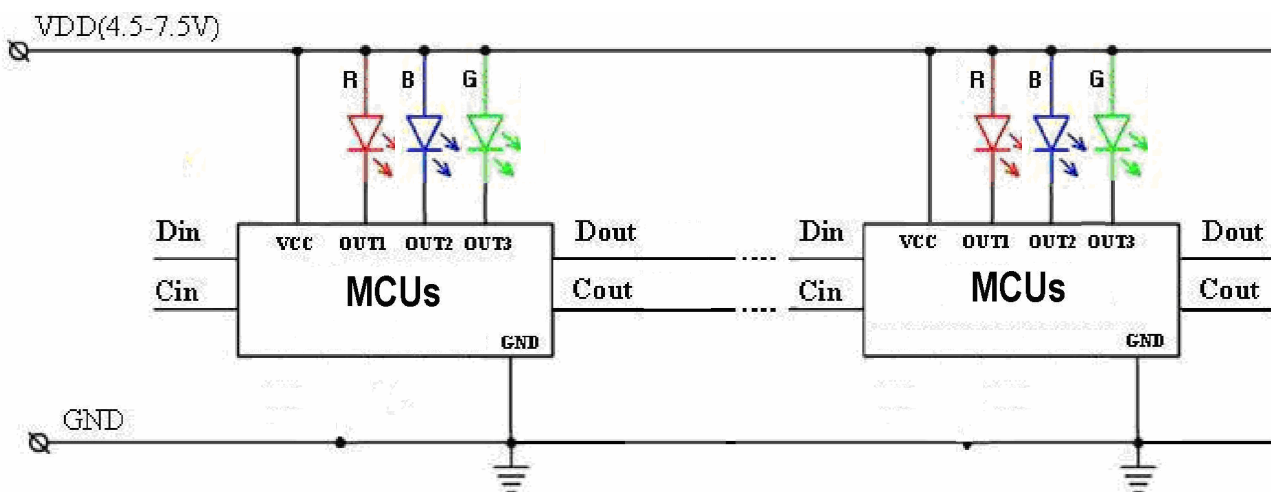 VDD(4.5-7.5V)
R B G R B G
Din VCC OUT1 OUT2 OUT3 Dout Din VCC OUT1 OUT2 OUT3 Dout
MCUs MCUs
Cin Cout Cin Cout
GND GND
GND